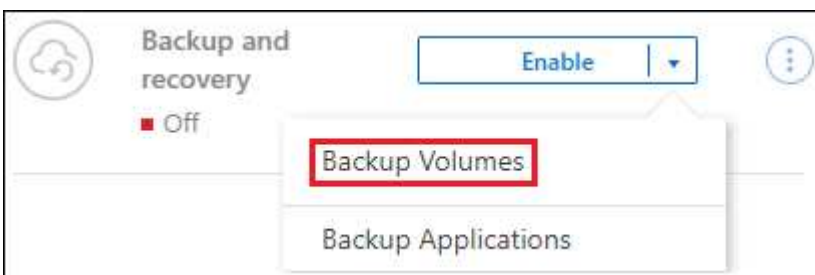 Backup and
recovery
Enable
Off
Backup Volumes
Backup Applications